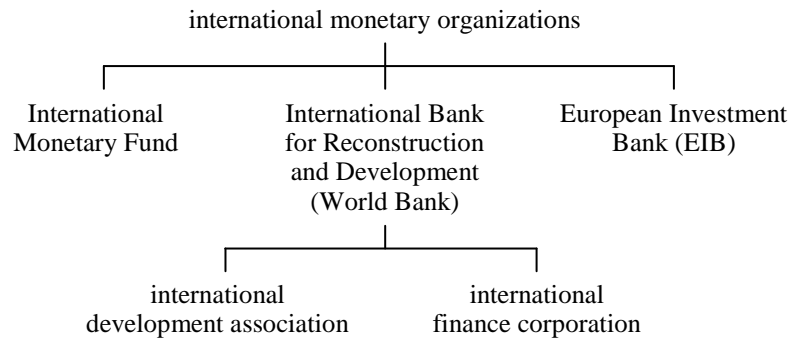 international monetary organizations
International
Monetary Fund
International Bank
for Reconstruction
and Development
(World Bank)
European Investment
Bank (EIB)
international
development association
international
finance corporation